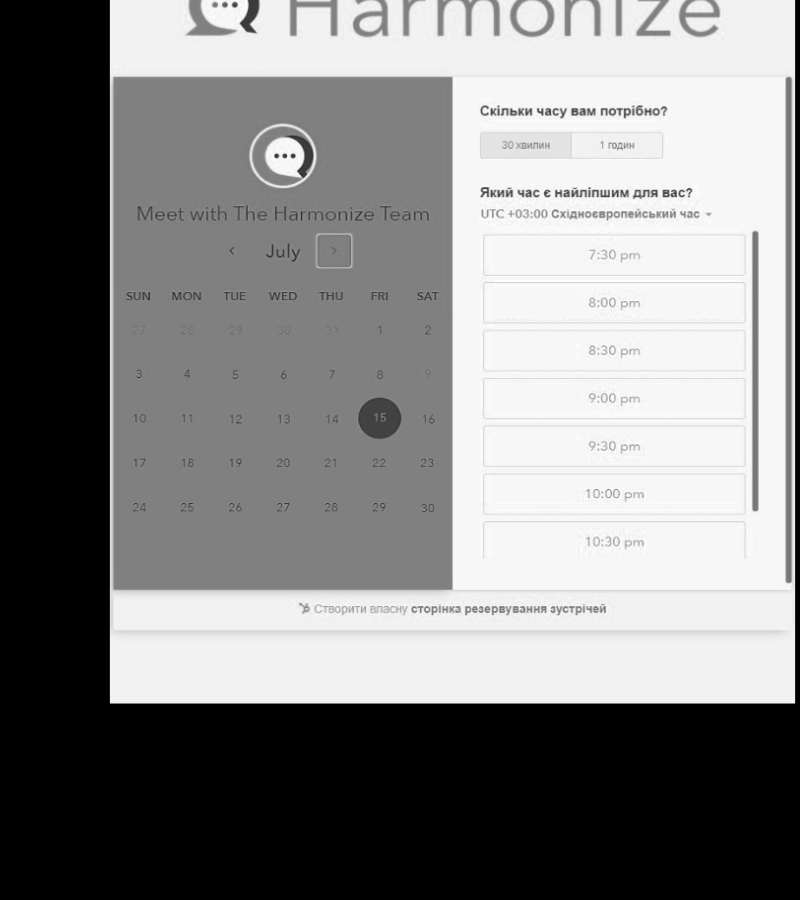 Harmonize
Meet with The Harmonize Team
July
SUN MON TUE WED THU FRI SAT
27 28 29 30 31 1 2
3 4 5 6 7 8 9
10 11 12 13 14 15 16
17 18 19 20 21 22 23
24 25 26 27 28 29 30
Скільки часу вам потрібно?
30 хвилин 1 годин
Який час є найліпшим для вас?
UTC +03:00 Східноєвропейський час
7:30 pm
8:00 pm
8:30 pm
9:00 pm
9:30 pm
10:00 pm
10:30 pm
Створити власну сторінка резервування зустрічей